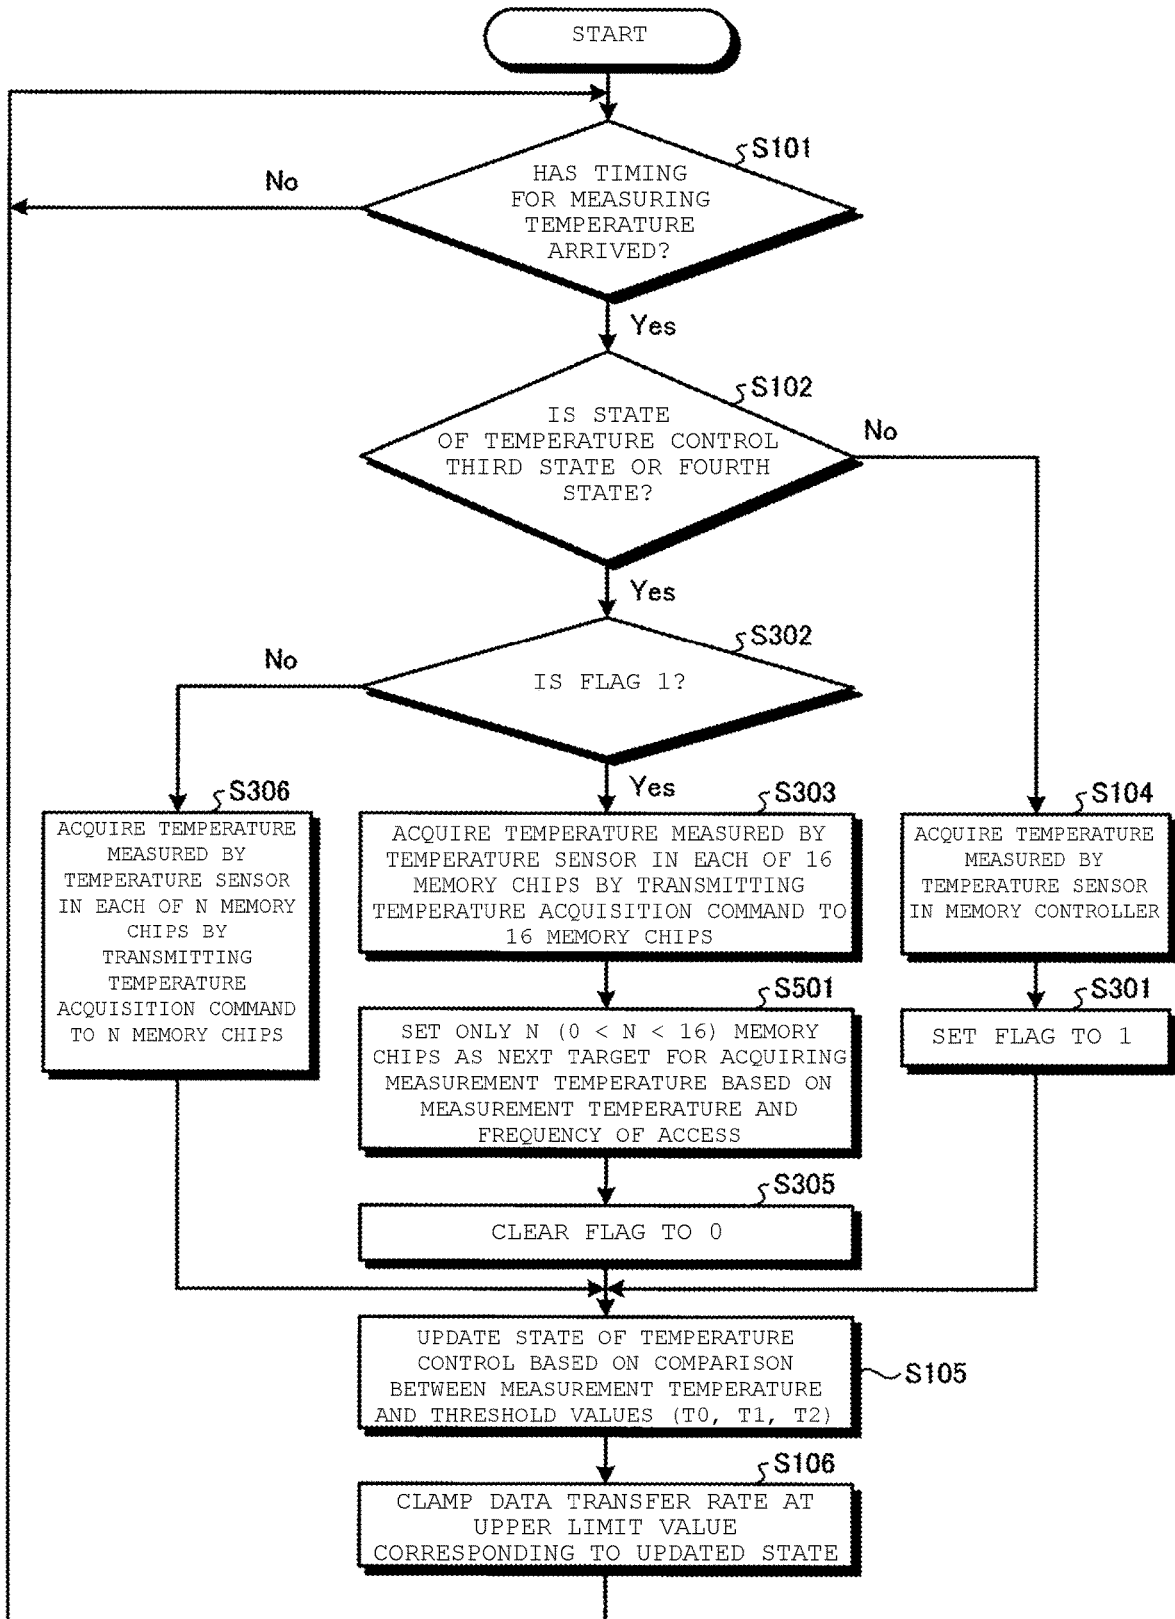 START
S101
HAS TIMING
FOR MEASURING
TEMPERATURE
ARRIVED?
No
Yes
S102
IS STATE
OF TEMPERATURE CONTROL
THIRD STATE OR FOURTH
STATE?
No
Yes
S302
IS FLAG 1?
No
Yes
S306
ACQUIRE TEMPERATURE
MEASURED BY
TEMPERATURE SENSOR
IN EACH OF N MEMORY
CHIPS BY
TRANSMITTING
TEMPERATURE
ACQUISITION COMMAND
TO N MEMORY CHIPS
S303
ACQUIRE TEMPERATURE MEASURED BY
TEMPERATURE SENSOR IN EACH OF 16
MEMORY CHIPS BY TRANSMITTING
TEMPERATURE ACQUISITION COMMAND TO
16 MEMORY CHIPS
S104
ACQUIRE TEMPERATURE
MEASURED BY
TEMPERATURE SENSOR
IN MEMORY CONTROLLER
S501
SET ONLY N (0 < N < 16) MEMORY
CHIPS AS NEXT TARGET FOR ACQUIRING
MEASUREMENT TEMPERATURE BASED ON
MEASUREMENT TEMPERATURE AND
FREQUENCY OF ACCESS
S301
SET FLAG TO 1
S305
CLEAR FLAG TO 0
UPDATE STATE OF TEMPERATURE
CONTROL BASED ON COMPARISON
BETWEEN MEASUREMENT TEMPERATURE
AND THRESHOLD VALUES (T0, T1, T2)
S105
S106
CLAMP DATA TRANSFER RATE AT
UPPER LIMIT VALUE
CORRESPONDING TO UPDATED STATE